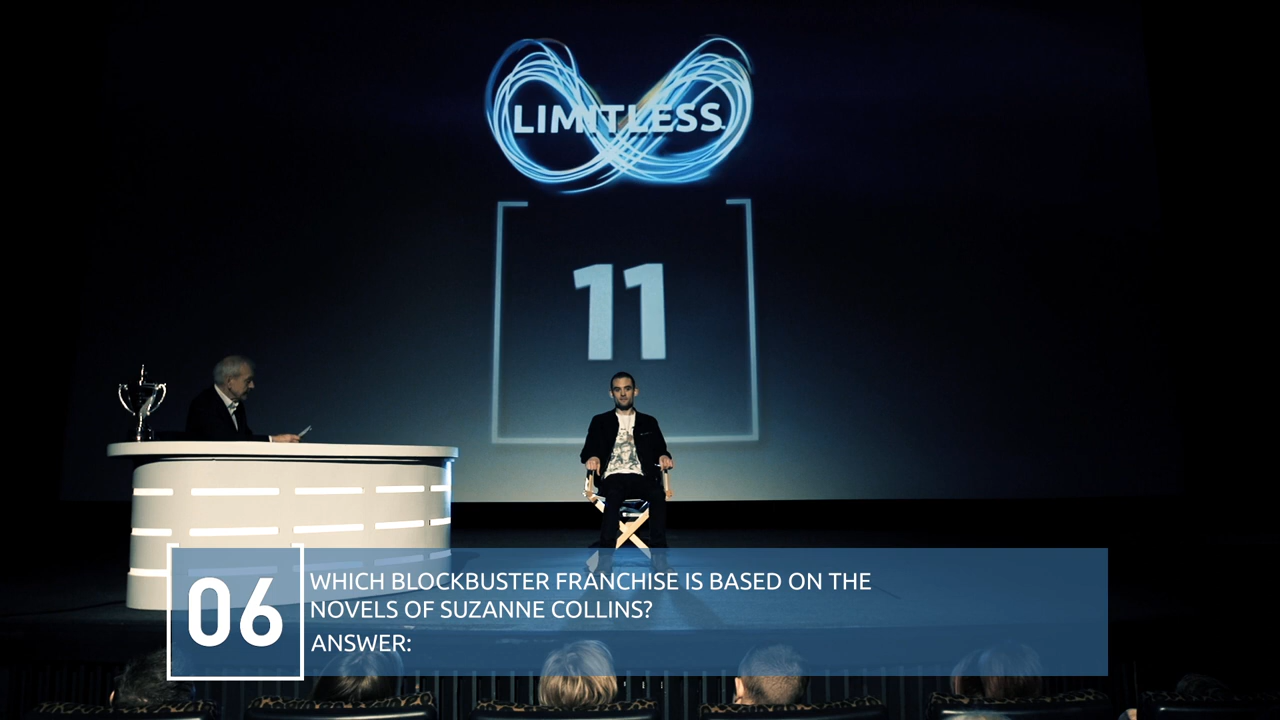 LIMITLESS
11
06
WHICH BLOCKBUSTER FRANCHISE IS BASED ON THE
NOVELS OF SUZANNE COLLINS?
ANSWER: